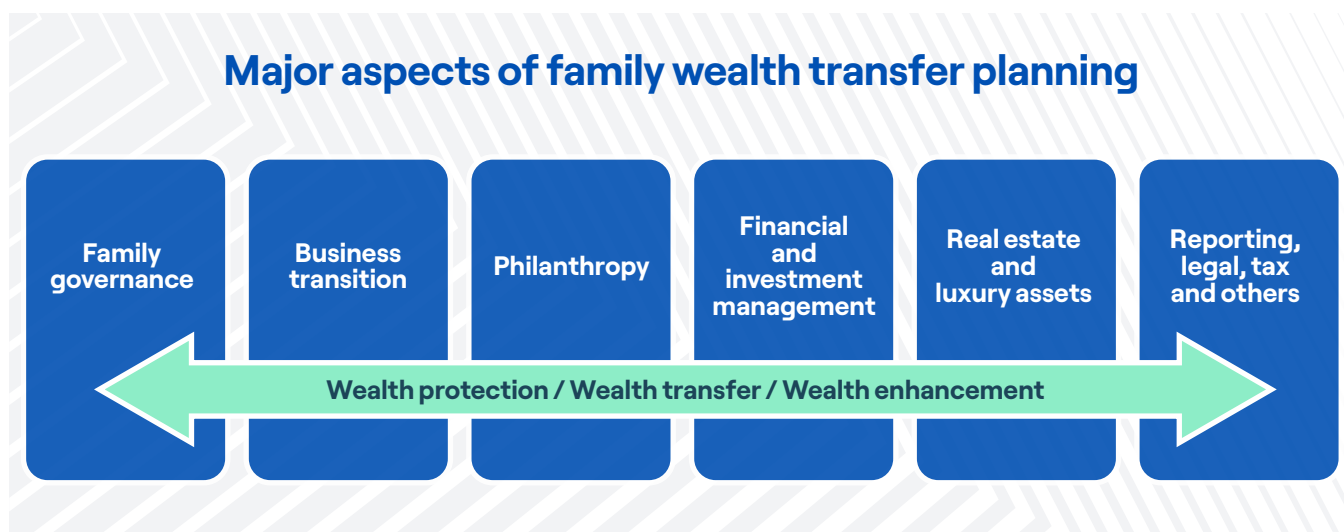 Major aspects of family wealth transfer planning
Family
governance
Business
transition
Philanthropy
Financial
and
investment
management
Real estate
and
luxury assets
Reporting,
legal, tax
and others
Wealth protection / Wealth transfer / Wealth enhancement